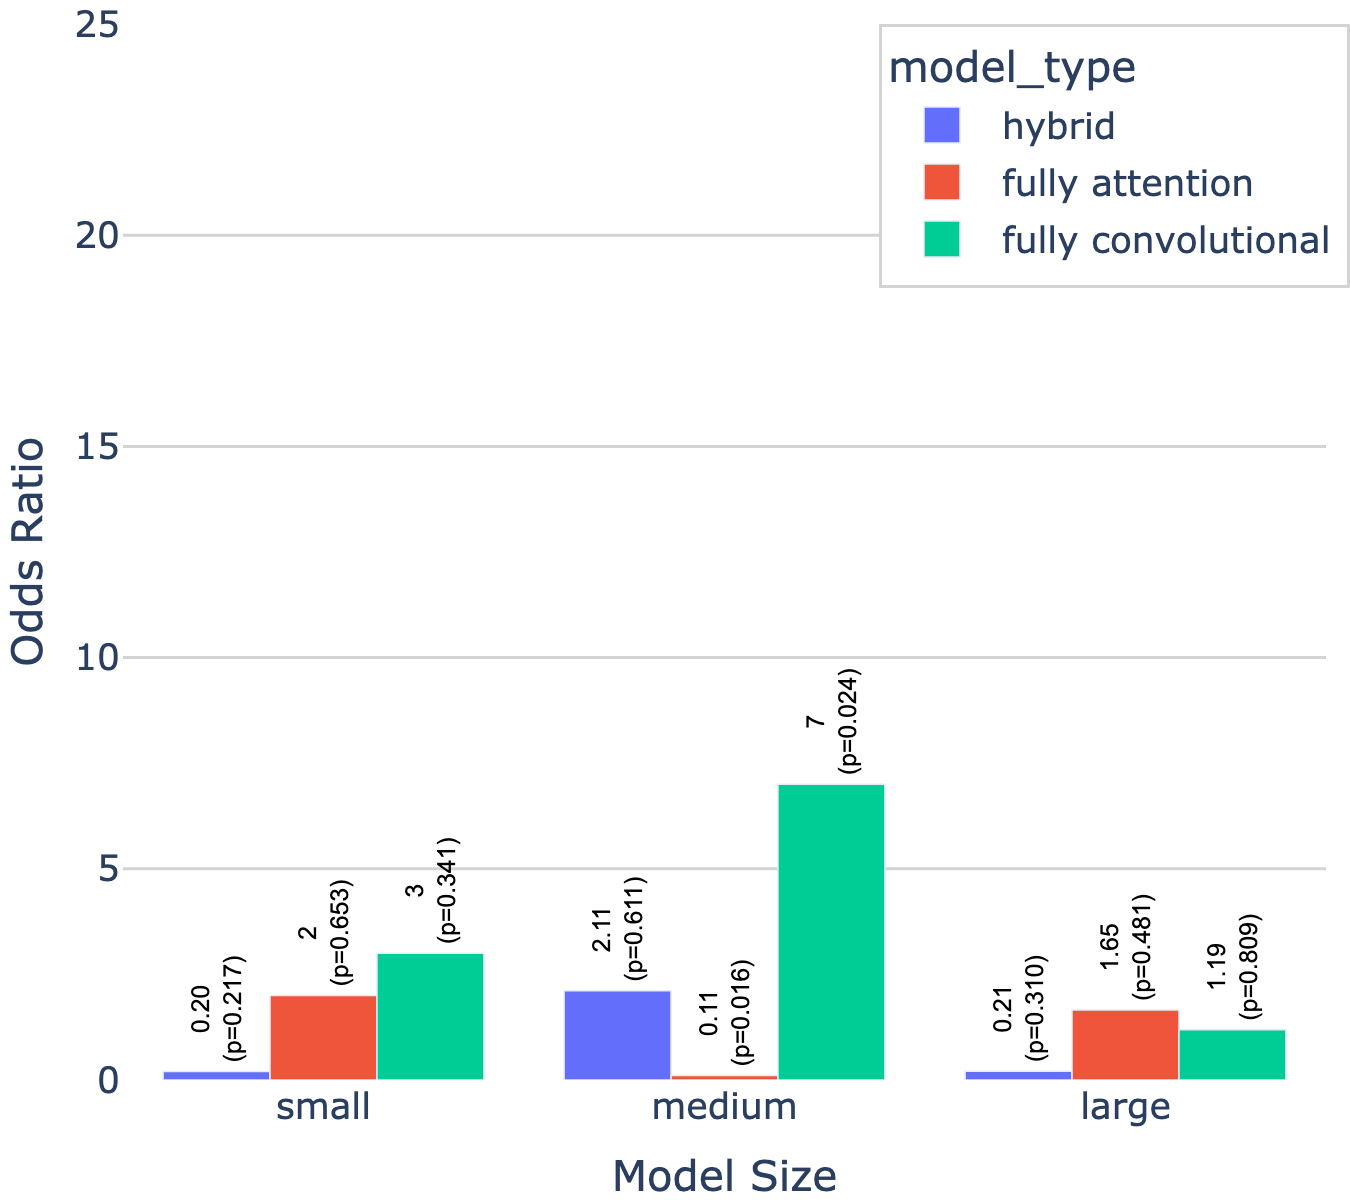 25
20
15
10
5
0
Odds Ratio
model_type
hybrid
fully attention
fully convolutional
0.20
(p=0.217)
2
(p=0.653)
3
(p=0.341)
2.11
(p=0.611)
0.11
(p=0.016)
7
(p=0.024)
0.21
(p=0.310)
1.65
(p=0.481)
1.19
(p=0.809)
small
medium
large
Model Size